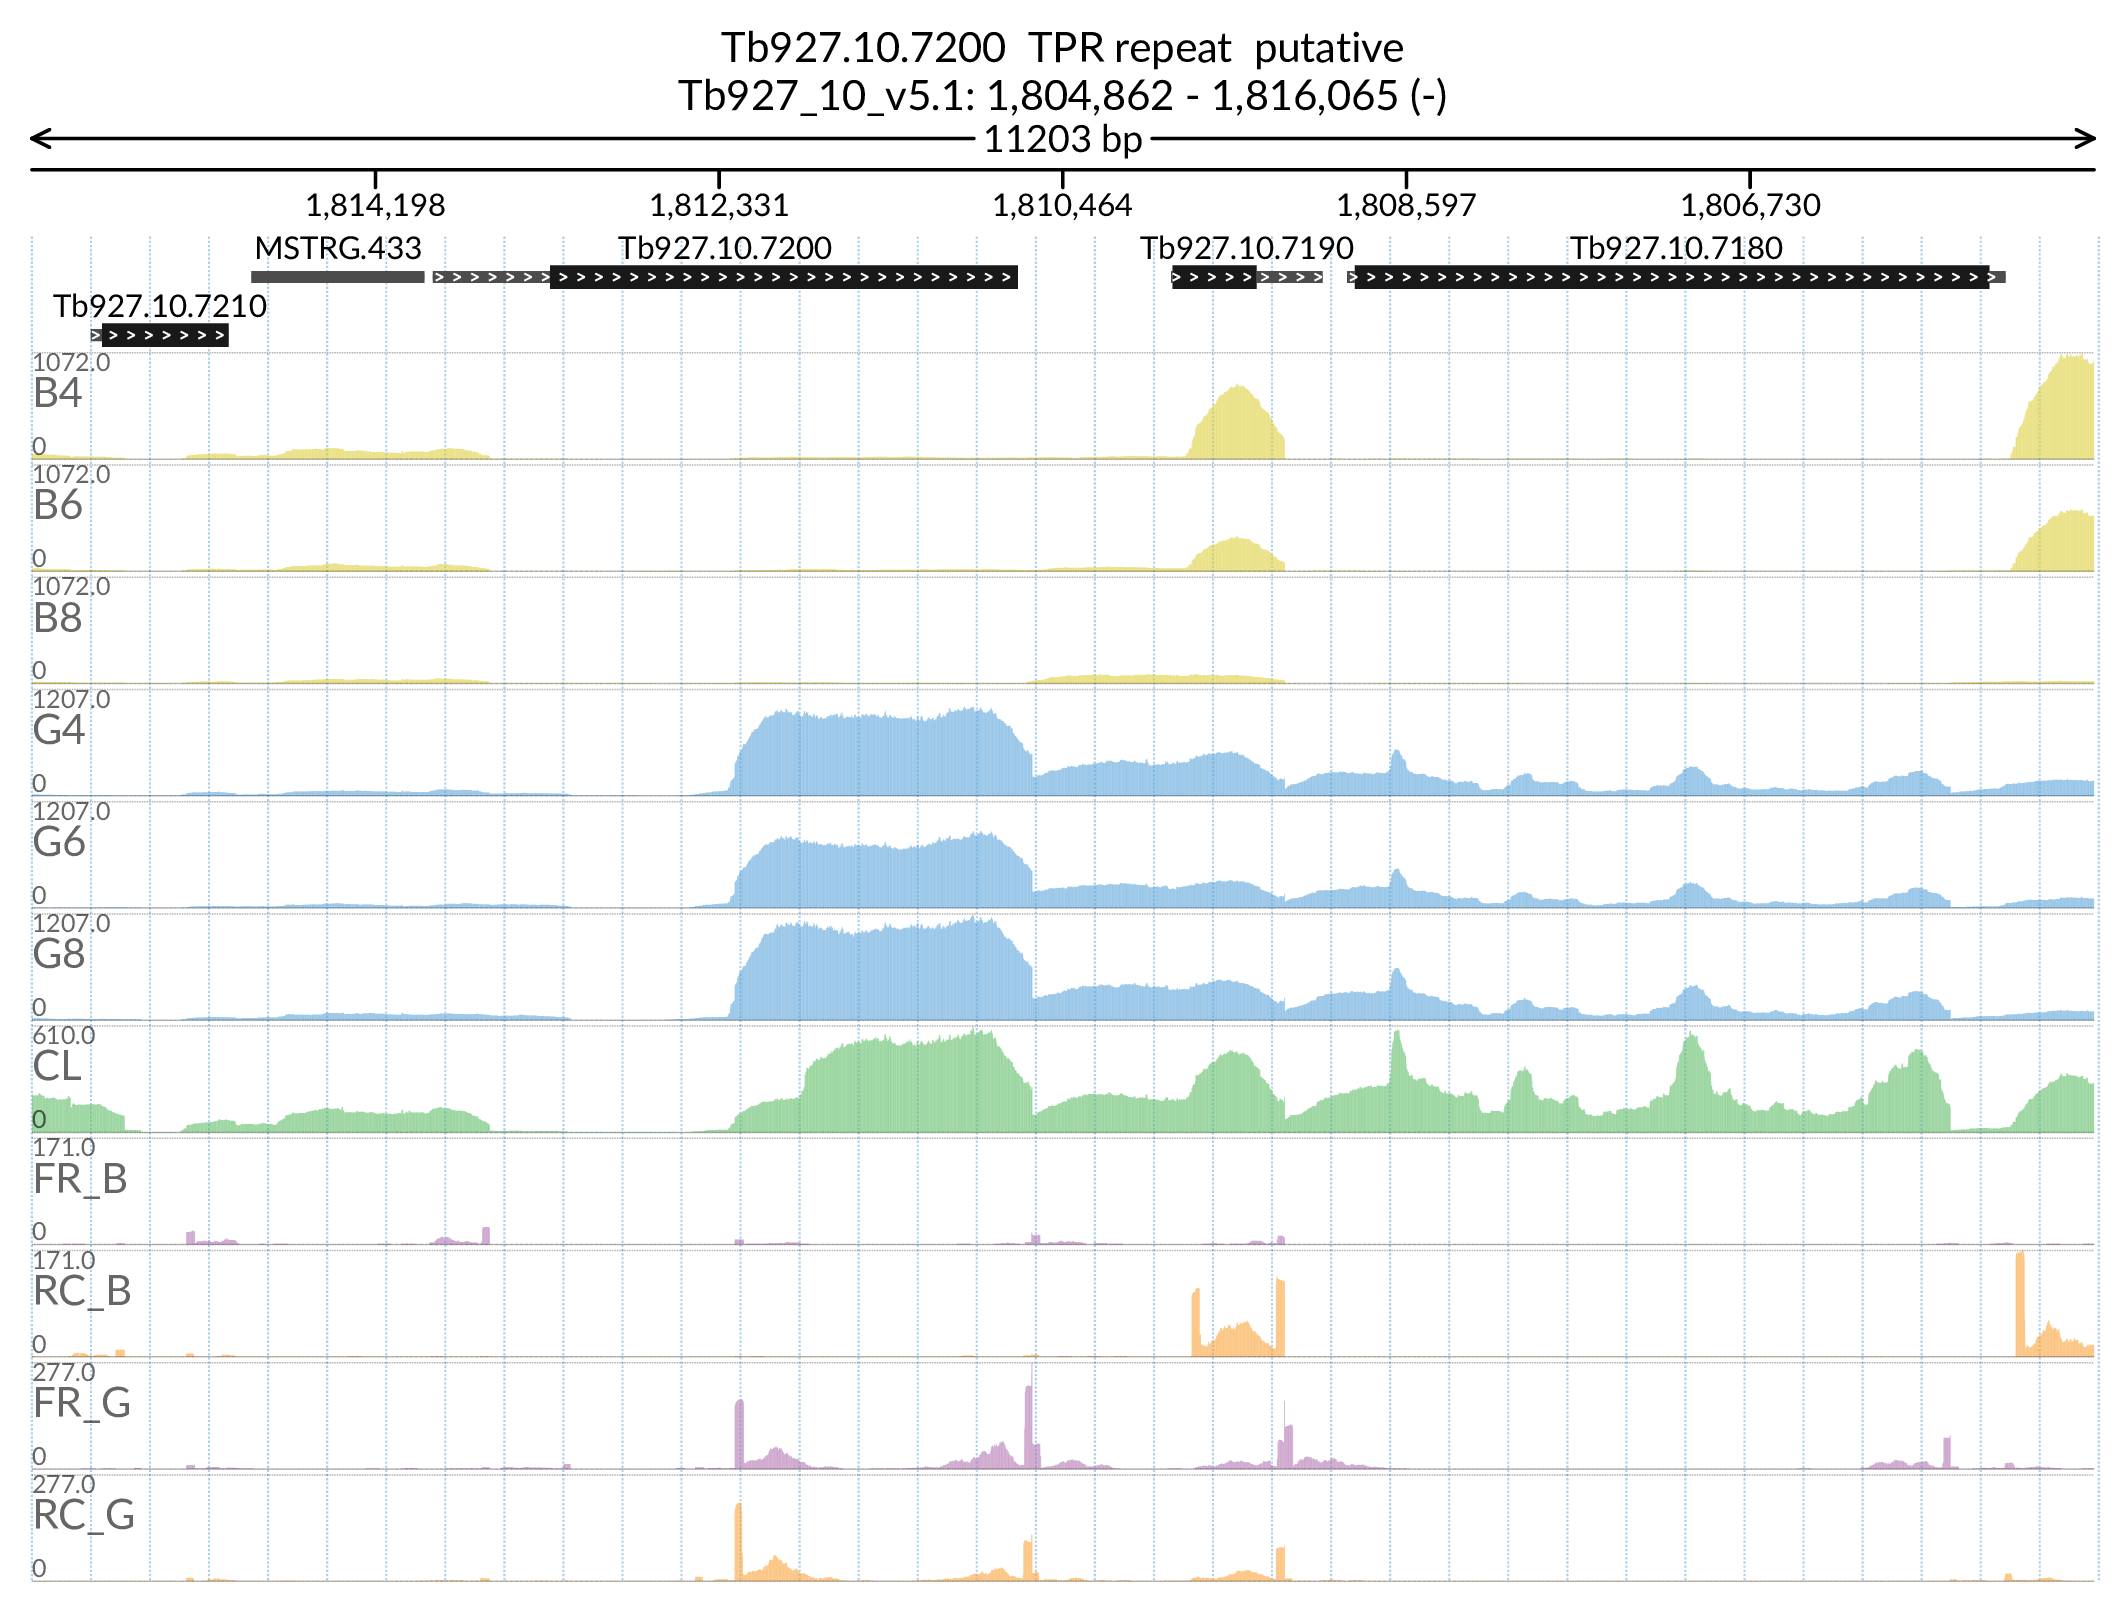 Tb927.10.7200 TPR repeat putative
Tb927_10_v5.1: 1,804,862 - 1,816,065 (-)
11203 bp
1,814,198 1,812,331 1,810,464 1,808,597 1,806,730
MSTRG.433 Tb927.10.7200 Tb927.10.7190 Tb927.10.7180
Tb927.10.7210
1072.0
B4
0
1072.0
B6
0
1072.0
B8
0
1207.0
G4
0
1207.0
G6
0
1207.0
G8
0
610.0
CL
0
171.0
FR_B
0
171.0
RC_B
0
277.0
FR_G
0
277.0
RC_G
0